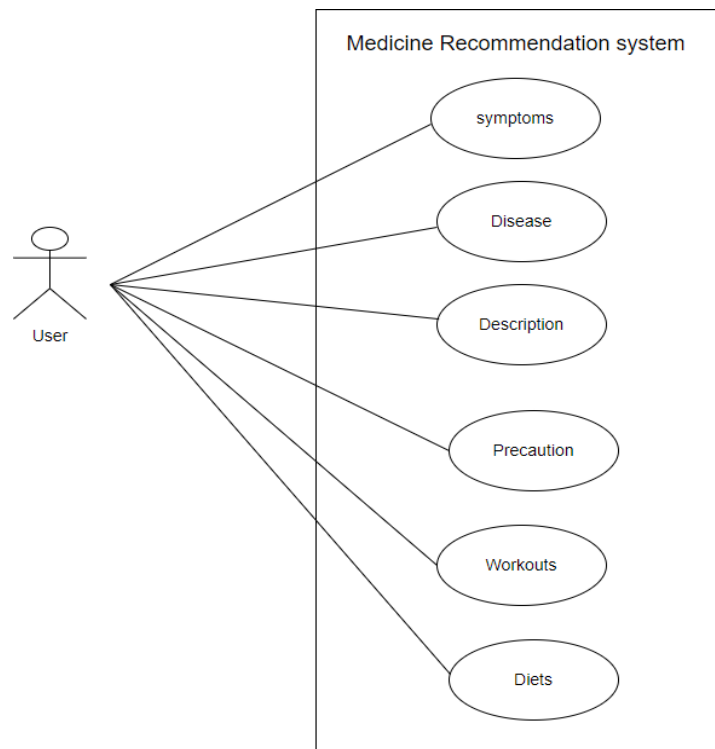 Medicine Recommendation system
symptoms
Disease
Description
User
Precaution
Workouts
Diets